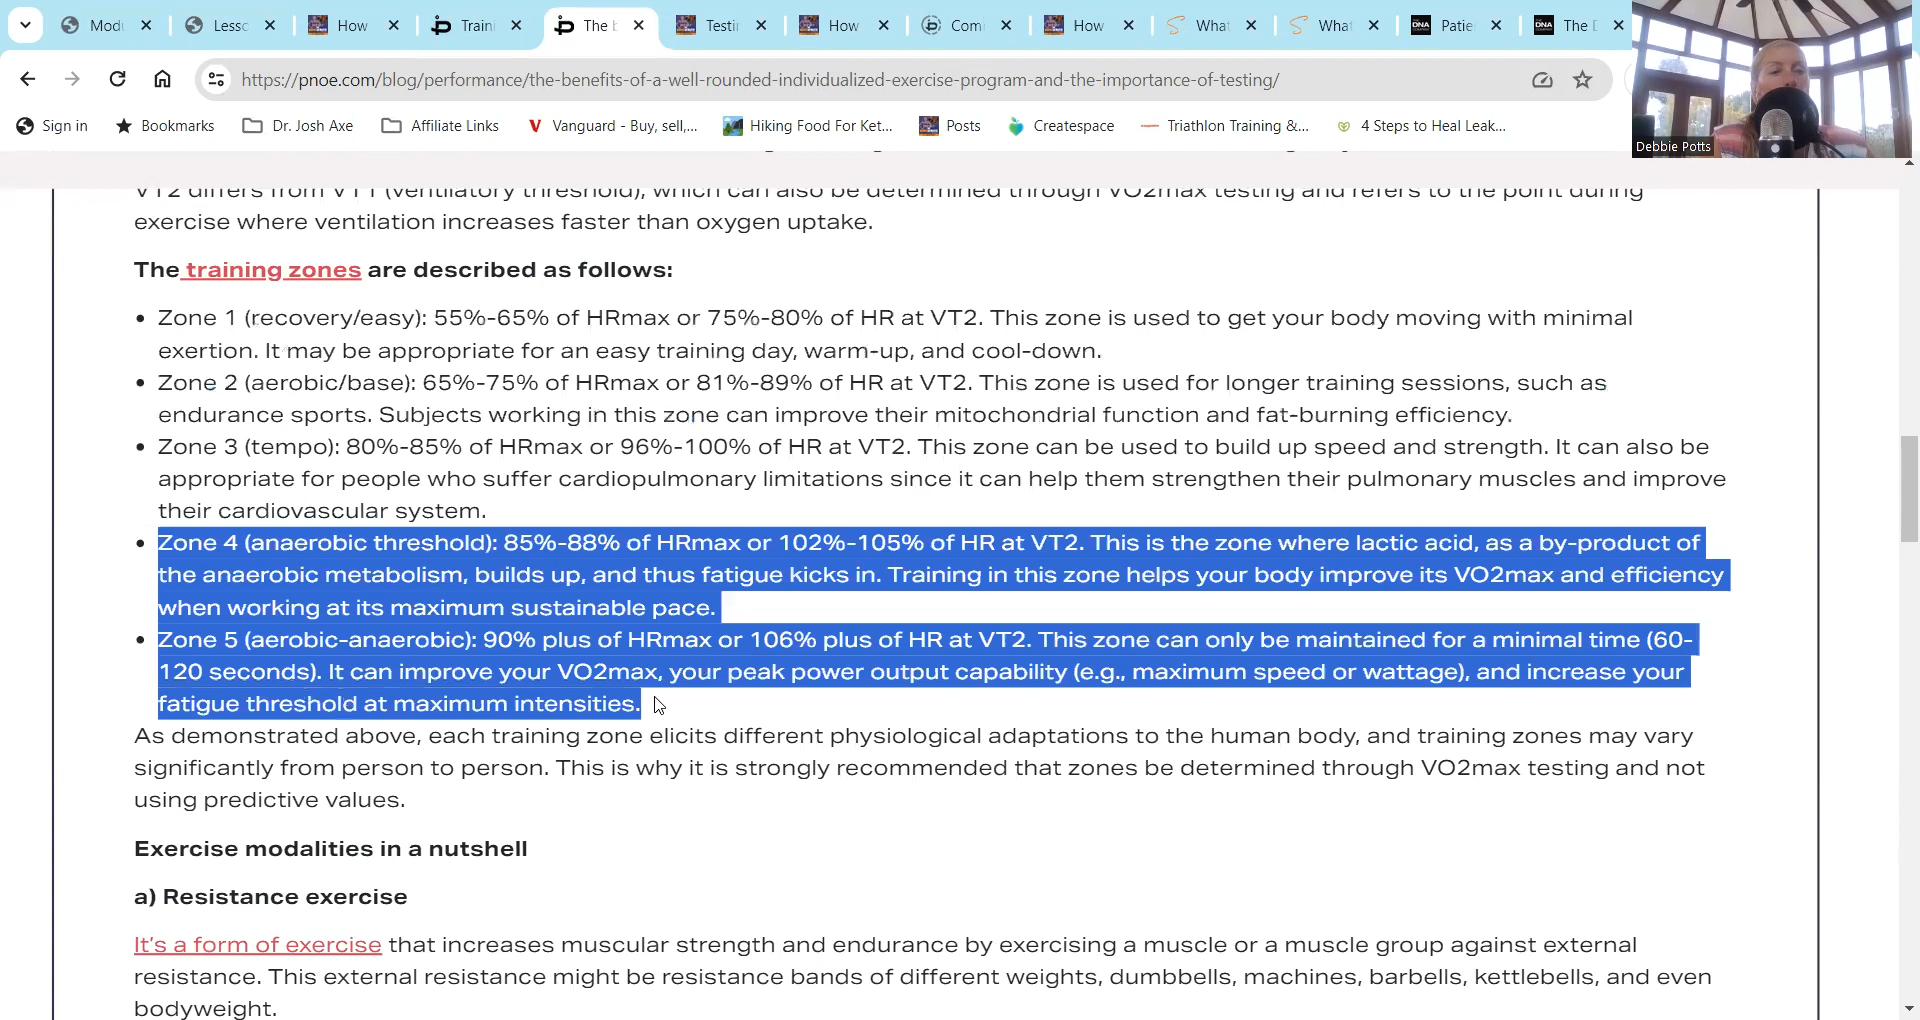 Modu
Lesso
How
Traini
The b
Testin
How
Com
How
What
What
DNA
Patie
DNA
The D
https://pnoe.com/blog/performance/the-benefits-of-a-well-rounded-individualized-exercise-program-and-the-importance-of-testing/
Sign in
Bookmarks
Dr. Josh Axe
Affiliate Links
Vanguard - Buy, sell,...
Hiking Food For Ket...
Posts
Createspace
Triathlon Training &...
4 Steps to Heal Leak...
Debbie Potts
VT2 differs from VT1 (ventilatory threshold), which can also be determined through VO2max testing and refers to the point during
exercise where ventilation increases faster than oxygen uptake.
The training zones are described as follows:
• Zone 1 (recovery/easy): 55%-65% of HRmax or 75%-80% of HR at VT2. This zone is used to get your body moving with minimal
exertion. It may be appropriate for an easy training day, warm-up, and cool-down.
• Zone 2 (aerobic/base): 65%-75% of HRmax or 81%-89% of HR at VT2. This zone is used for longer training sessions, such as
endurance sports. Subjects working in this zone can improve their mitochondrial function and fat-burning efficiency.
• Zone 3 (tempo): 80%-85% of HRmax or 96%-100% of HR at VT2. This zone can be used to build up speed and strength. It can also be
appropriate for people who suffer cardiopulmonary limitations since it can help them strengthen their pulmonary muscles and improve
their cardiovascular system.
• Zone 4 (anaerobic threshold): 85%-88% of HRmax or 102%-105% of HR at VT2. This is the zone where lactic acid, as a by-product of
the anaerobic metabolism, builds up, and thus fatigue kicks in. Training in this zone helps your body improve its VO2max and efficiency
when working at its maximum sustainable pace.
• Zone 5 (aerobic-anaerobic): 90% plus of HRmax or 106% plus of HR at VT2. This zone can only be maintained for a minimal time (60-
120 seconds). It can improve your VO2max, your peak power output capability (e.g., maximum speed or wattage), and increase your
fatigue threshold at maximum intensities.
As demonstrated above, each training zone elicits different physiological adaptations to the human body, and training zones may vary
significantly from person to person. This is why it is strongly recommended that zones be determined through VO2max testing and not
using predictive values.
Exercise modalities in a nutshell
a) Resistance exercise
It's a form of exercise that increases muscular strength and endurance by exercising a muscle or a muscle group against external
resistance. This external resistance might be resistance bands of different weights, dumbbells, machines, barbells, kettlebells, and even
bodyweight.